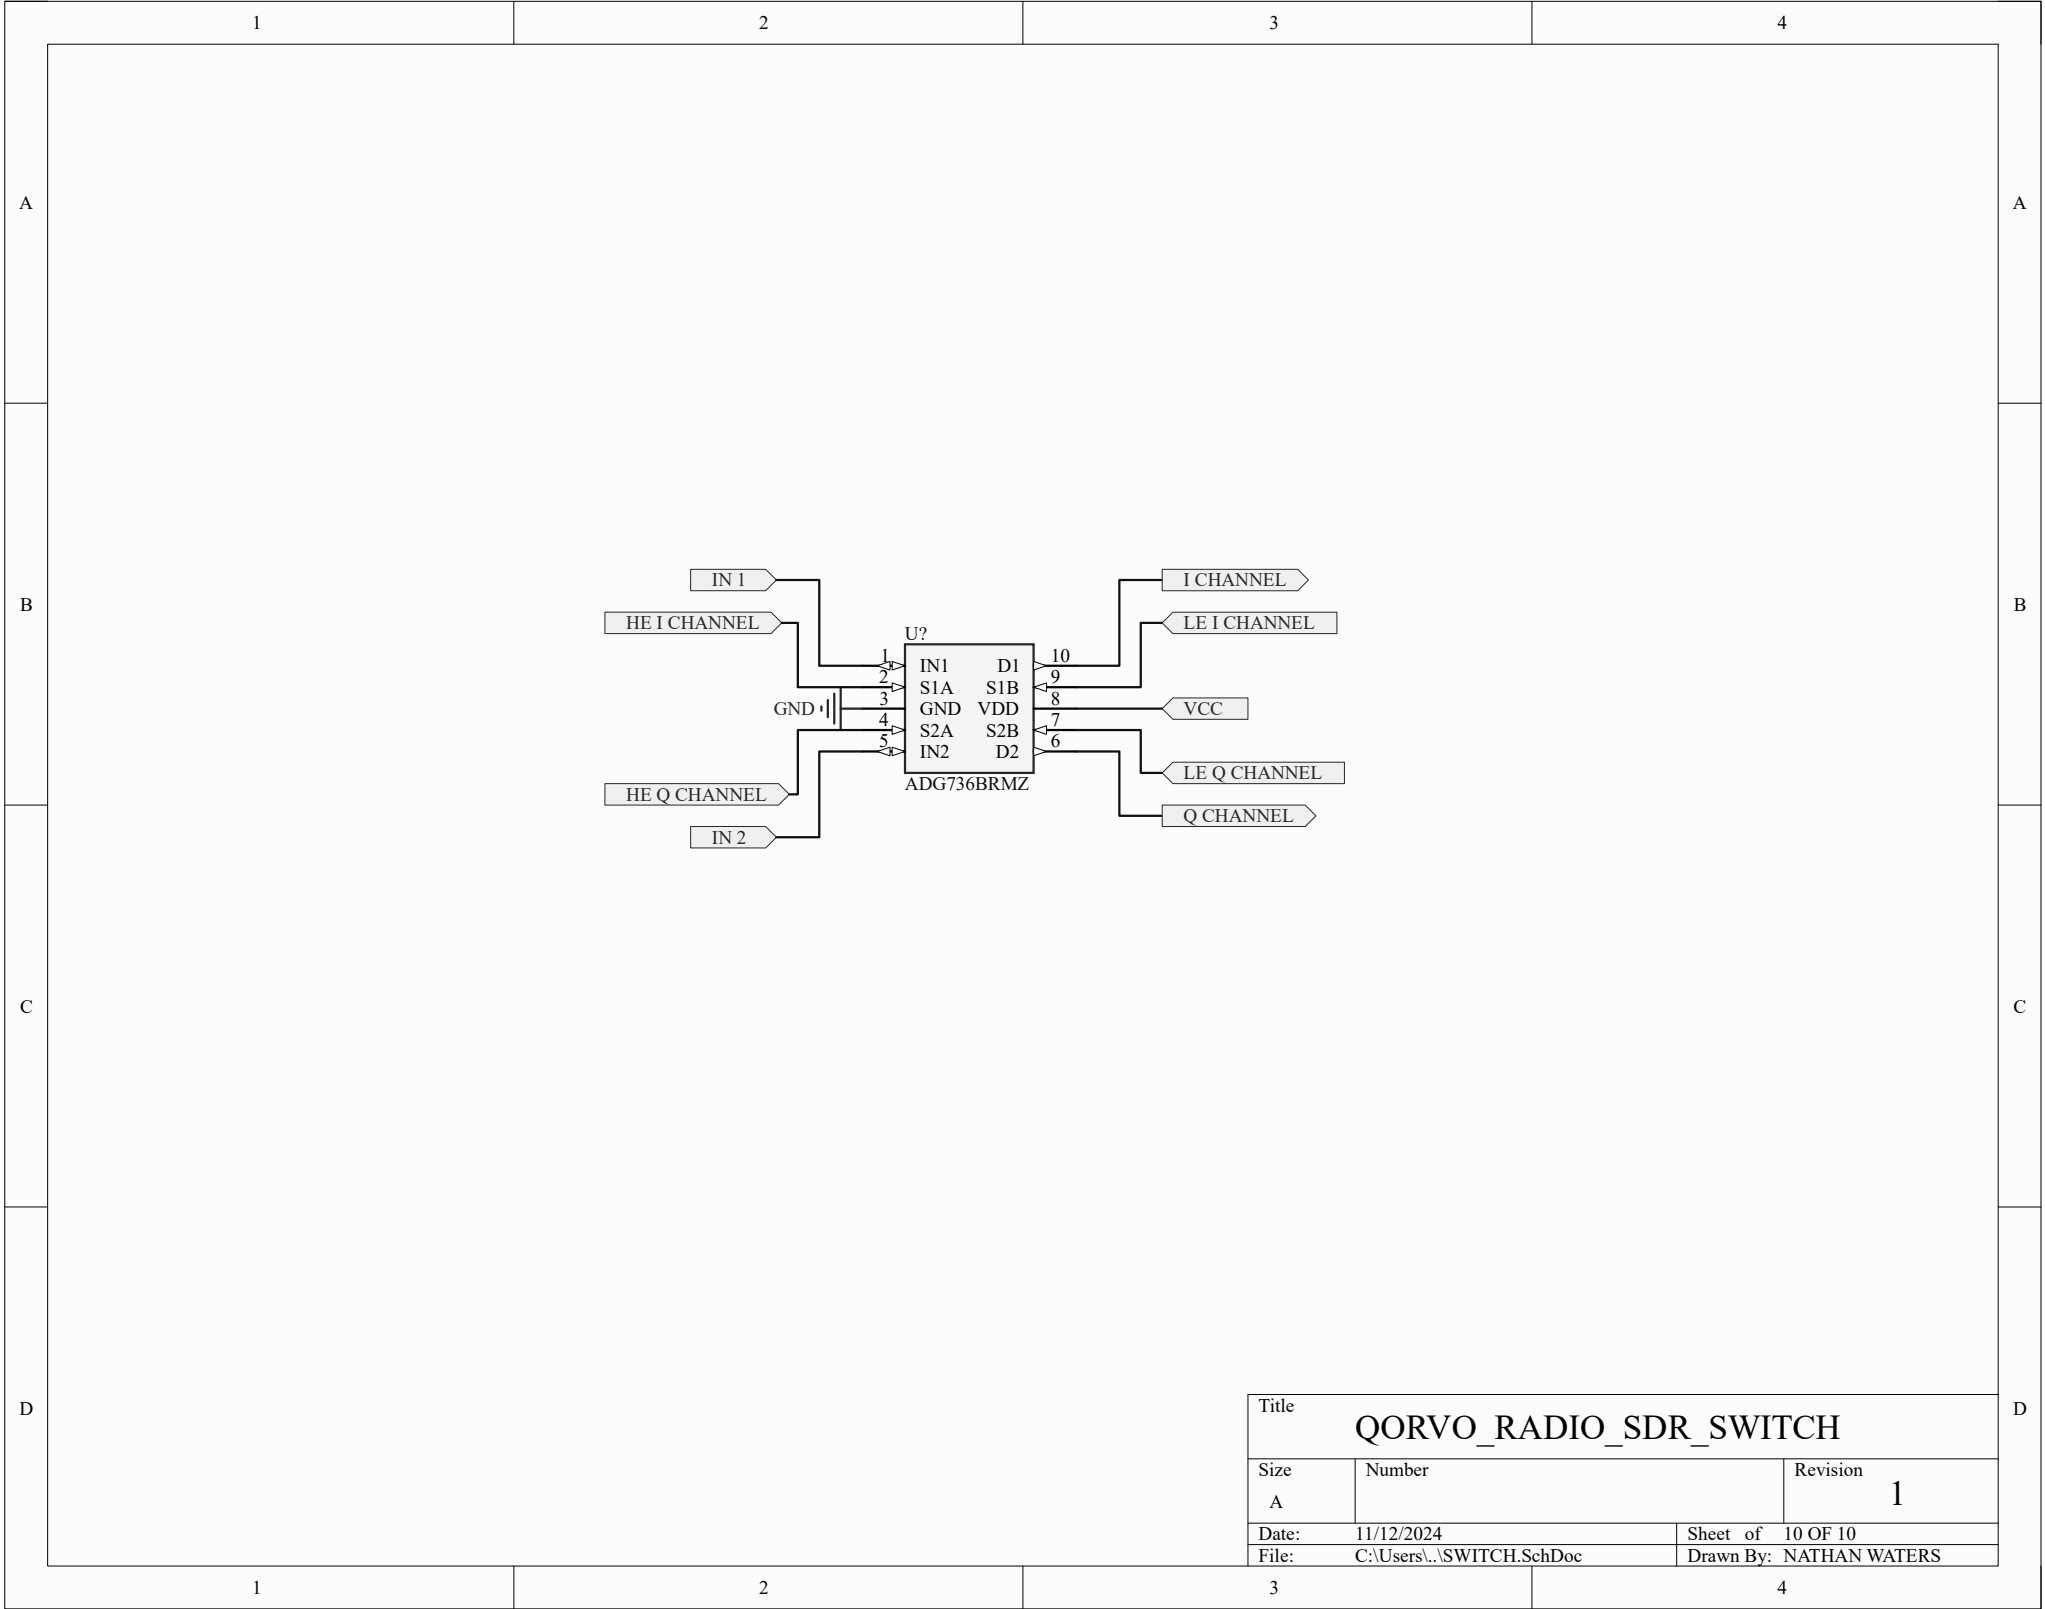 1 2 3 4
A A
B B
C C
D D
IN 1
HE I CHANNEL
GND
HE Q CHANNEL
IN 2
U?
1 IN1 D1 10
2 S1A S1B 9
3 GND VDD 8
4 S2A S2B 7
5 IN2 D2 6
ADG736BRMZ
I CHANNEL
LE I CHANNEL
VCC
LE Q CHANNEL
Q CHANNEL
Title
QORVO_RADIO_SDR_SWITCH
Size Number Revision
A 1
Date: 11/12/2024 Sheet of 10 OF 10
File: C:\Users\..\SWITCH.SchDoc Drawn By: NATHAN WATERS
1 2 3 4